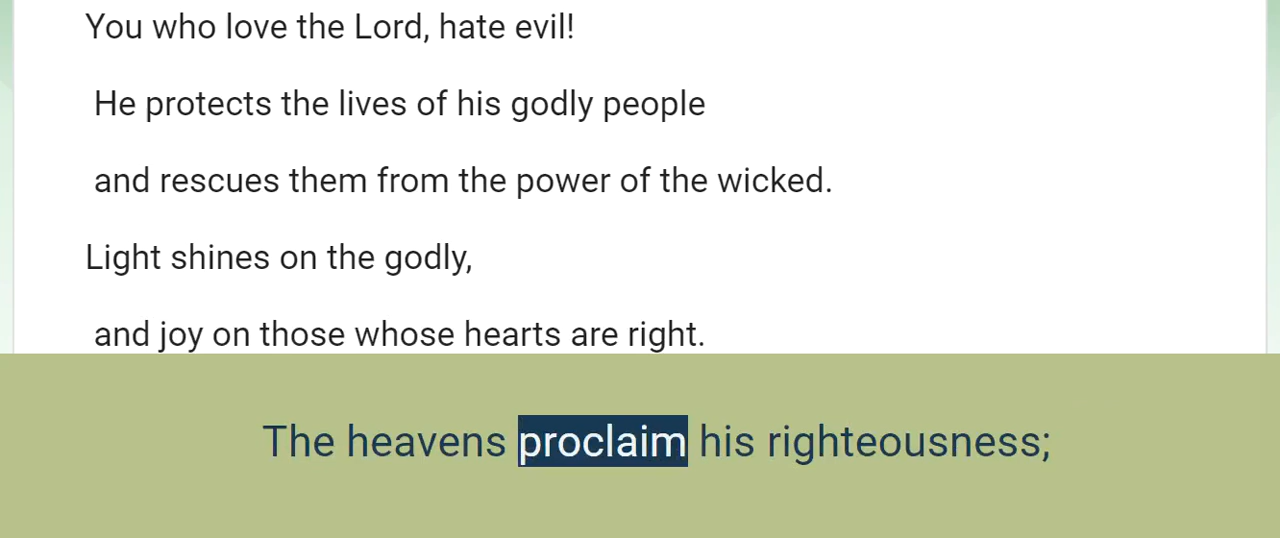 You who love the Lord, hate evil!
He protects the lives of his godly people
and rescues them from the power of the wicked.
Light shines on the godly,
and joy on those whose hearts are right.
The heavens proclaim his righteousness;